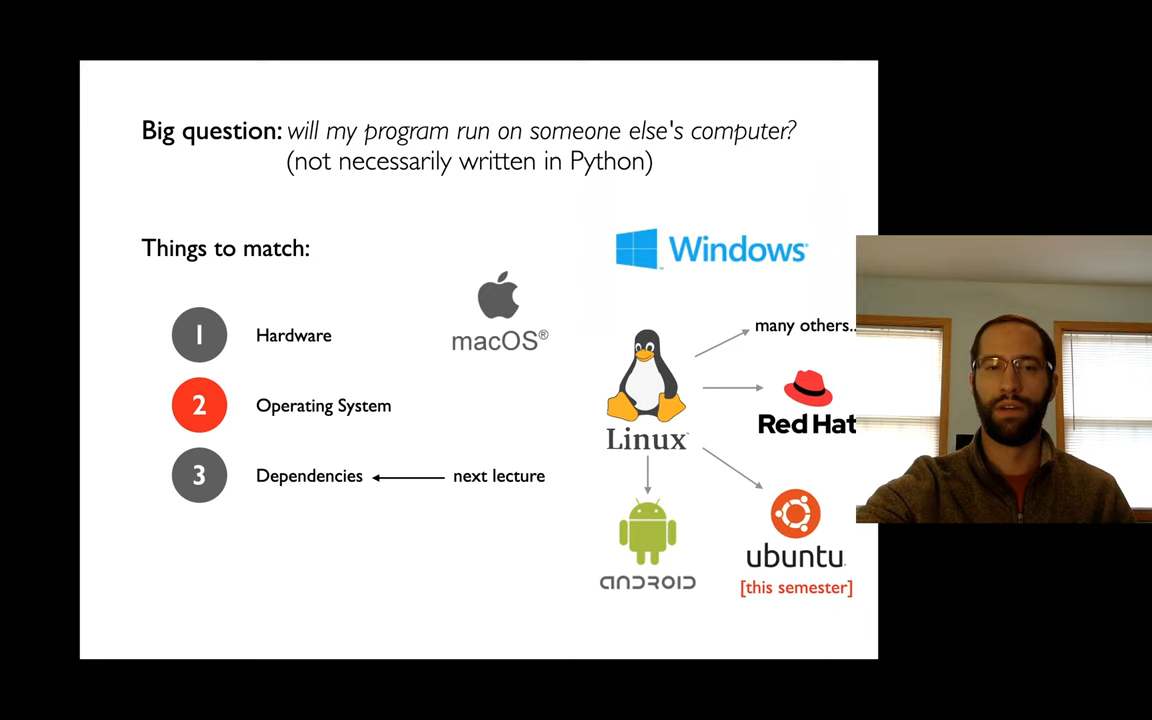 Big question: will my program run on someone else's computer?
(not necessarily written in Python)
Things to match:
Windows
macOS®
1 Hardware
many others..
2 Operating System
Red Hat
Linux
3 Dependencies
next lecture
ubuntu
android
[this semester]